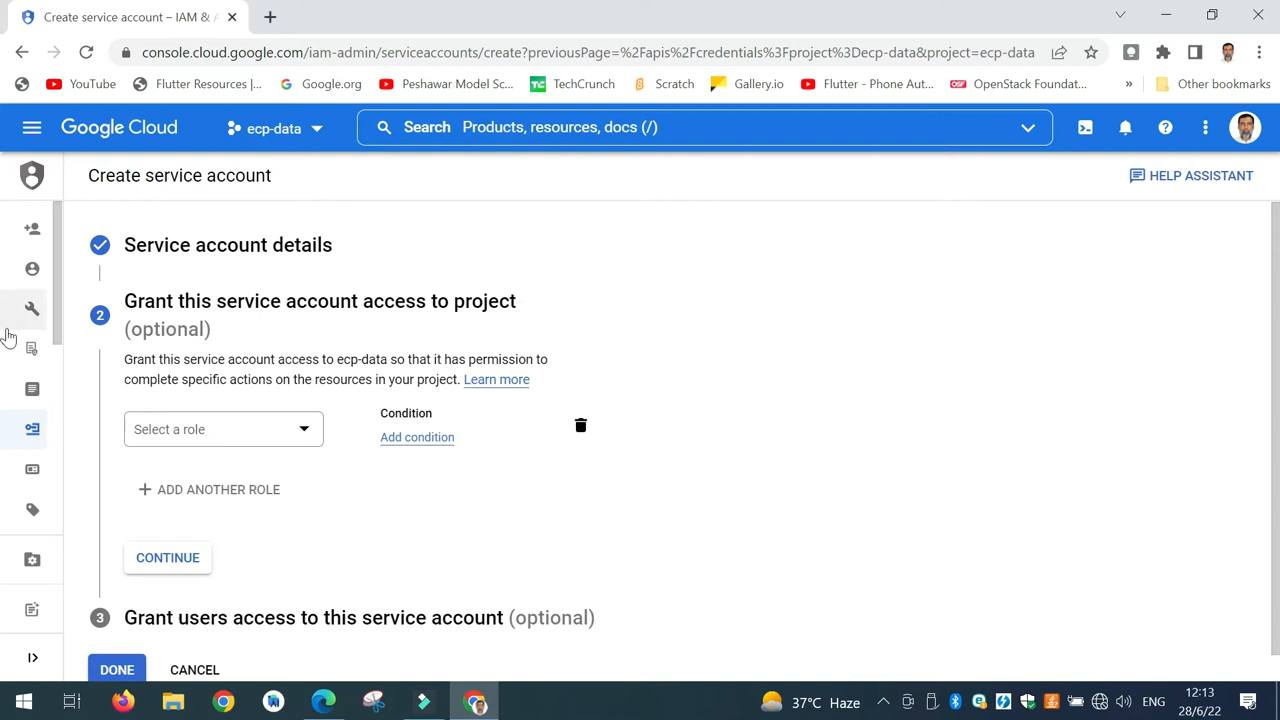 Create service account – IAM & A
console.cloud.google.com/iam-admin/serviceaccounts/create?previousPage=%2Fapis%2Fcredentials%3Fproject%3Decp-data&project=ecp-data
YouTube
Flutter Resources |...
Google.org
Peshawar Model Sc...
TechCrunch
Scratch
Gallery.io
Flutter - Phone Aut...
OpenStack Foundat...
»
Other bookmarks
Google Cloud
ecp-data
Search Products, resources, docs (/)
Create service account
HELP ASSISTANT
Service account details
2
Grant this service account access to project
(optional)
Grant this service account access to ecp-data so that it has permission to
complete specific actions on the resources in your project. Learn more
Select a role
Condition
Add condition
+ ADD ANOTHER ROLE
CONTINUE
3
Grant users access to this service account (optional)
DONE
CANCEL
37°C Haze
ENG
12:13
28/6/22